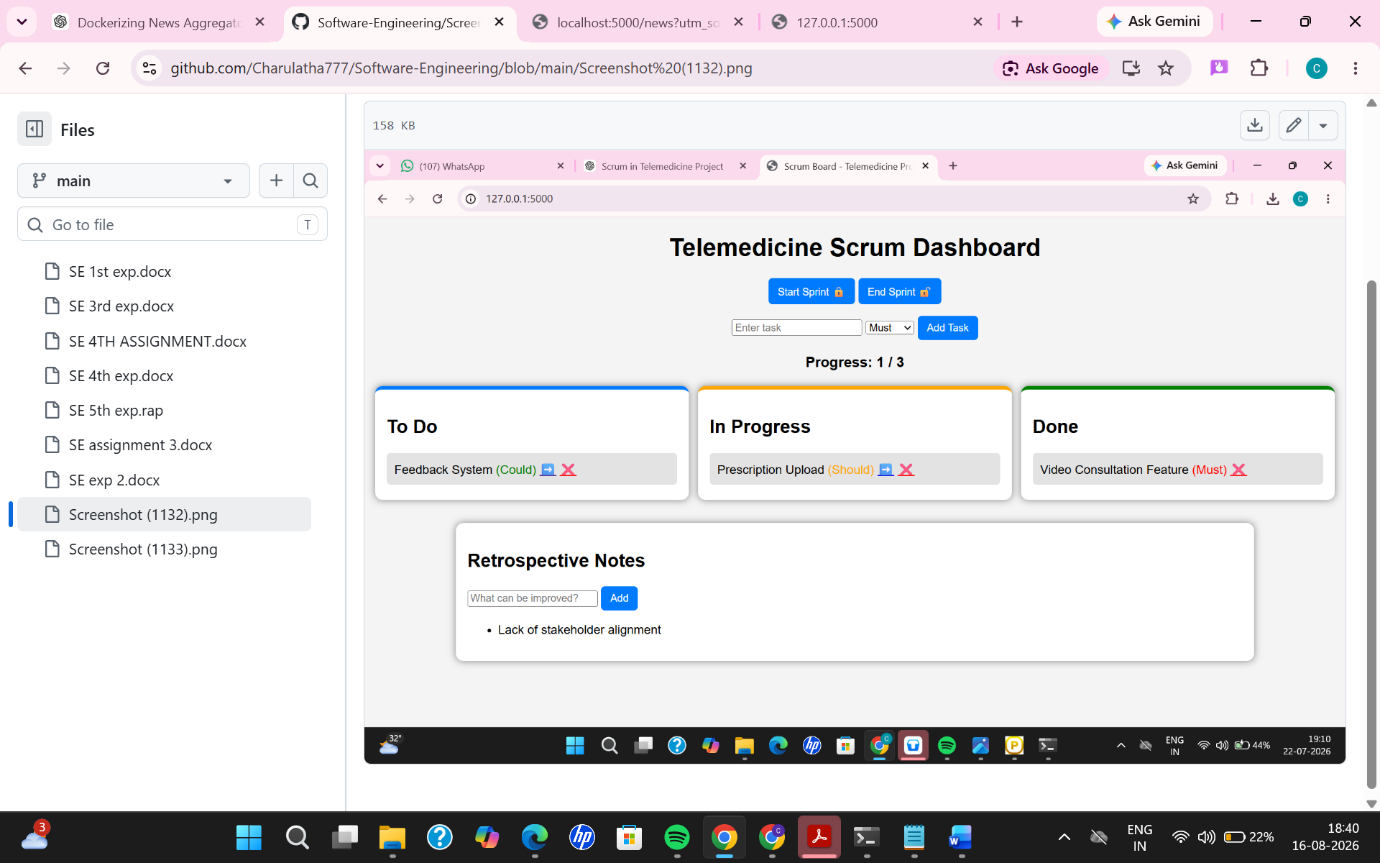 Dockerizing News Aggregat
Software-Engineering/Screen
localhost:5000/news?utm_so
127.0.0.1:5000
Ask Gemini
github.com/Charulatha777/Software-Engineering/blob/main/Screenshot%20(1132).png
Ask Google
C
Files
main
Go to file
T
SE 1st exp.docx
SE 3rd exp.docx
SE 4TH ASSIGNMENT.docx
SE 4th exp.docx
SE 5th exp.rap
SE assignment 3.docx
SE exp 2.docx
Screenshot (1132).png
Screenshot (1133).png
158 KB
(107) WhatsApp
Scrum in Telemedicine Project
Scrum Board - Telemedicine Pro
Ask Gemini
127.0.0.1:5000
C
Telemedicine Scrum Dashboard
Start Sprint
End Sprint
Enter task
Must
Add Task
Progress: 1 / 3
To Do
Feedback System (Could)
In Progress
Prescription Upload (Should)
Done
Video Consultation Feature (Must)
Retrospective Notes
What can be improved?
Add
• Lack of stakeholder alignment
32°
hp
C
P
ENG
IN
44%
19:10
22-07-2026
3
hp
C
W
ENG
IN
22%
18:40
16-08-2026